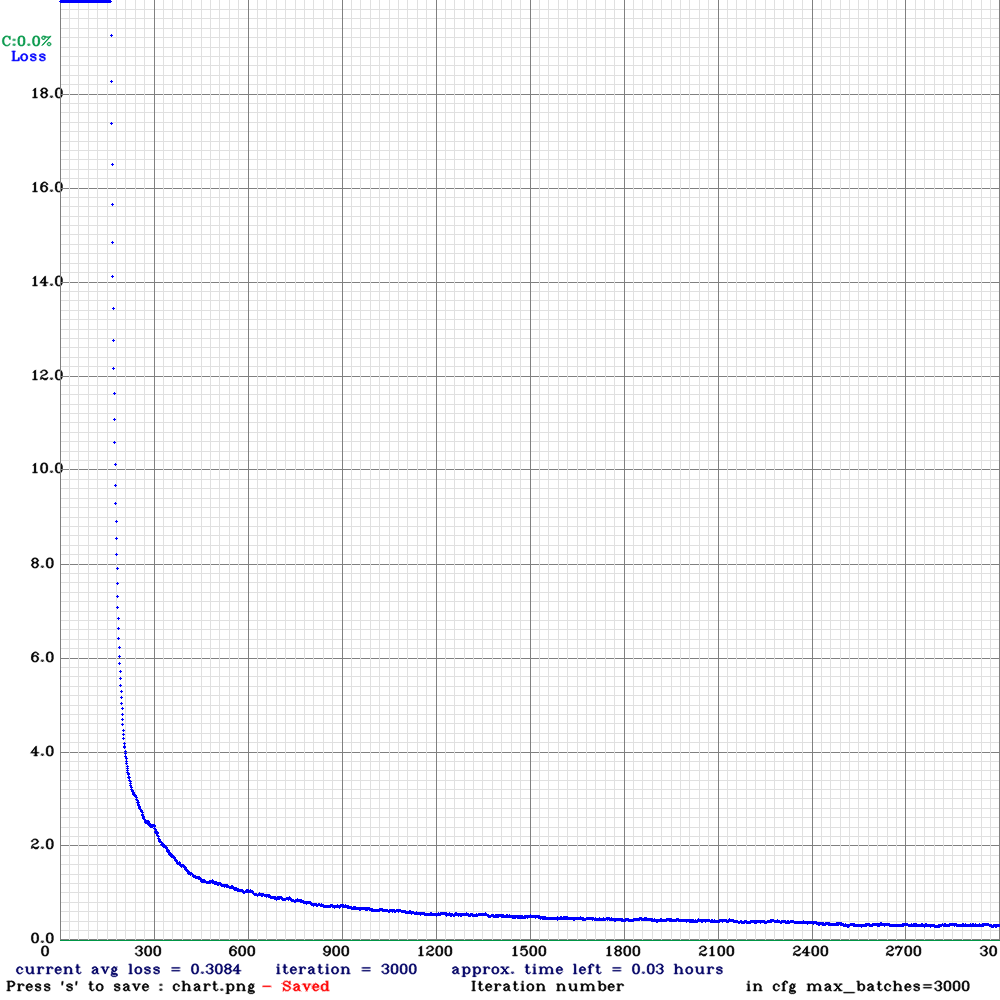 C:0.0%
Loss
18.0
16.0
14.0
12.0
10.0
8.0
6.0
4.0
2.0
0.0
0 300 600 900 1200 1500 1800 2100 2400 2700 30
current avg loss = 0.3084 iteration = 3000 approx. time left = 0.03 hours
Press 's' to save : chart.png - Saved Iteration number in cfg max_batches=3000